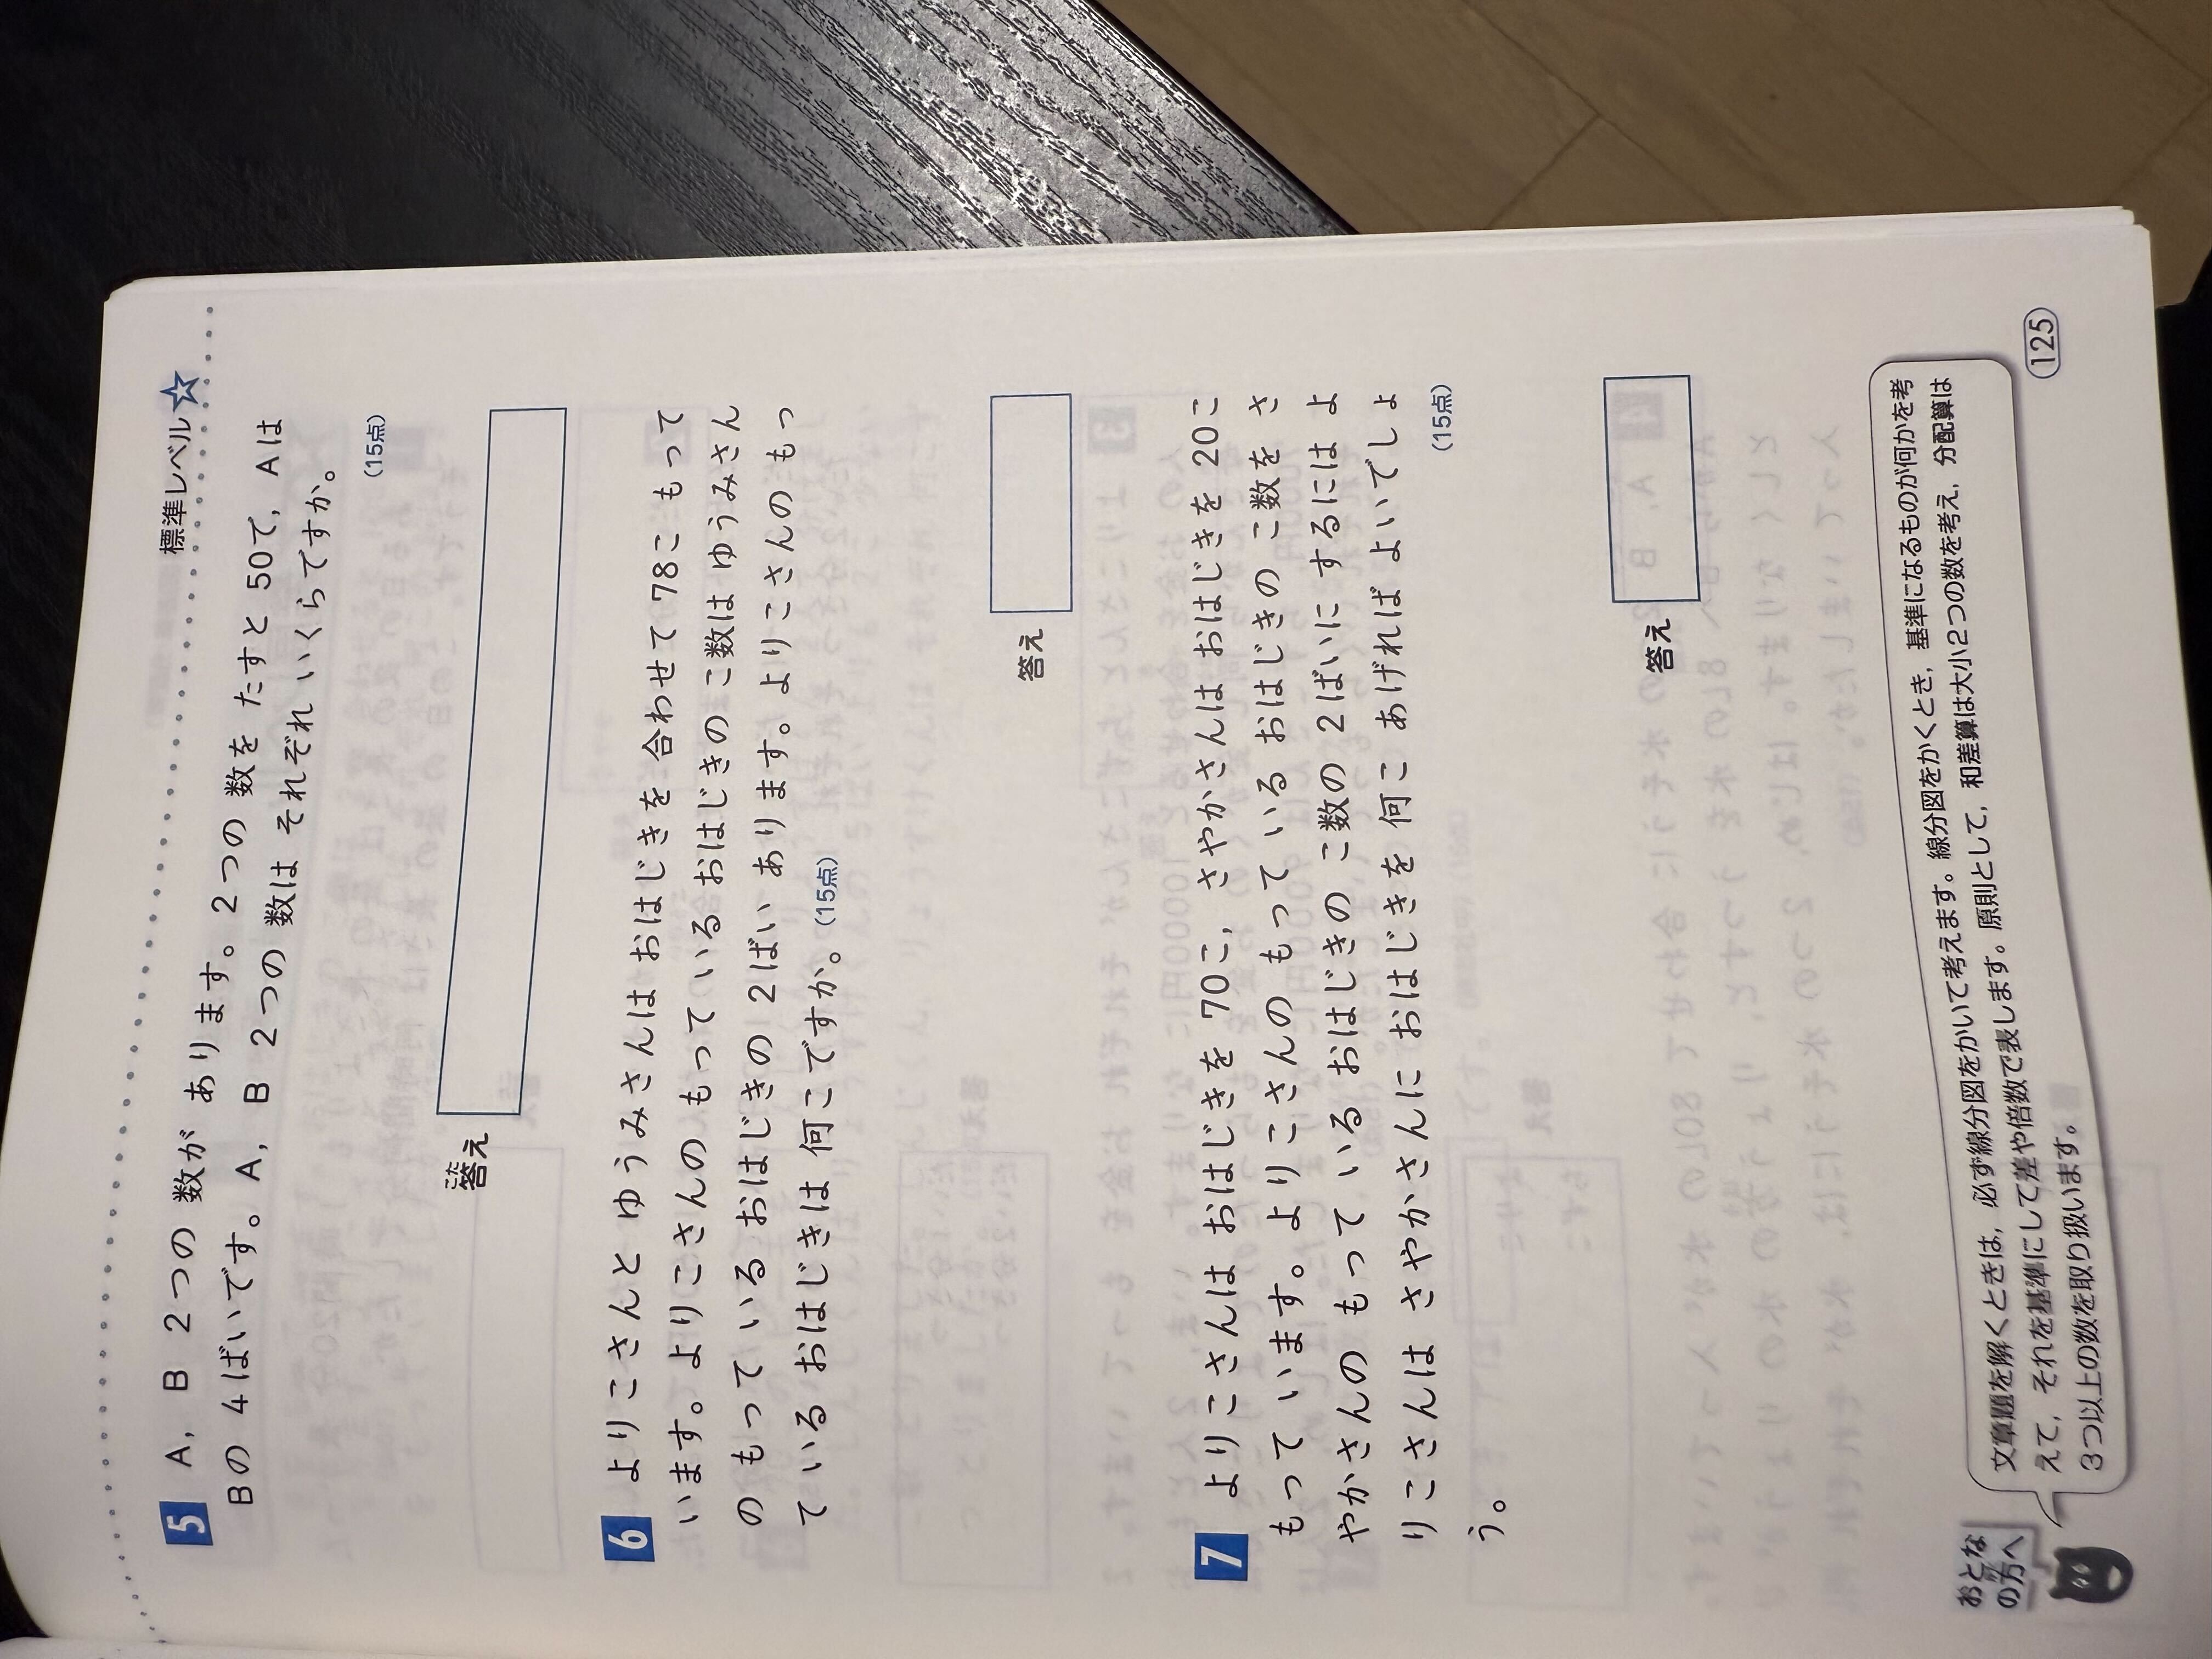 標準レベル☆
5 A, B 2つの 数が あります。2つの 数を たすと 50で, Aは
Bの 4ばいです。A, B 2つの 数は それぞれ いくらですか。
(15点)
答え
こた
6 よりこさんと ゆうみさんは おはじきを 合わせて 78こ もって
います。よりこさんの もって いる おはじきの こ数は ゆうみさん
の もって いる おはじきの 2ばい あります。よりこさんの もっ
て いる おはじきは 何こですか。(15点)
答え
7 よりこさんは おはじきを 70こ, さやかさんは おはじきを 20こ
もって います。よりこさんの もって いる おはじきの こ数を さ
やかさんの もって いる おはじきの こ数の 2ばいに するには よ
りこさんは さやかさんに おはじきを 何こ あげれば よいでしょ
う。
(15点)
答え
おとな
の方へ
文章題を解くときは, 必ず線分図をかいて考えます。線分図をかくとき, 基準になるものが何かを考
えて, それを基準にして差や倍数で表します。原則として, 和差算は大小2つの数を考え, 分配算は
3つ以上の数を取り扱います。
125